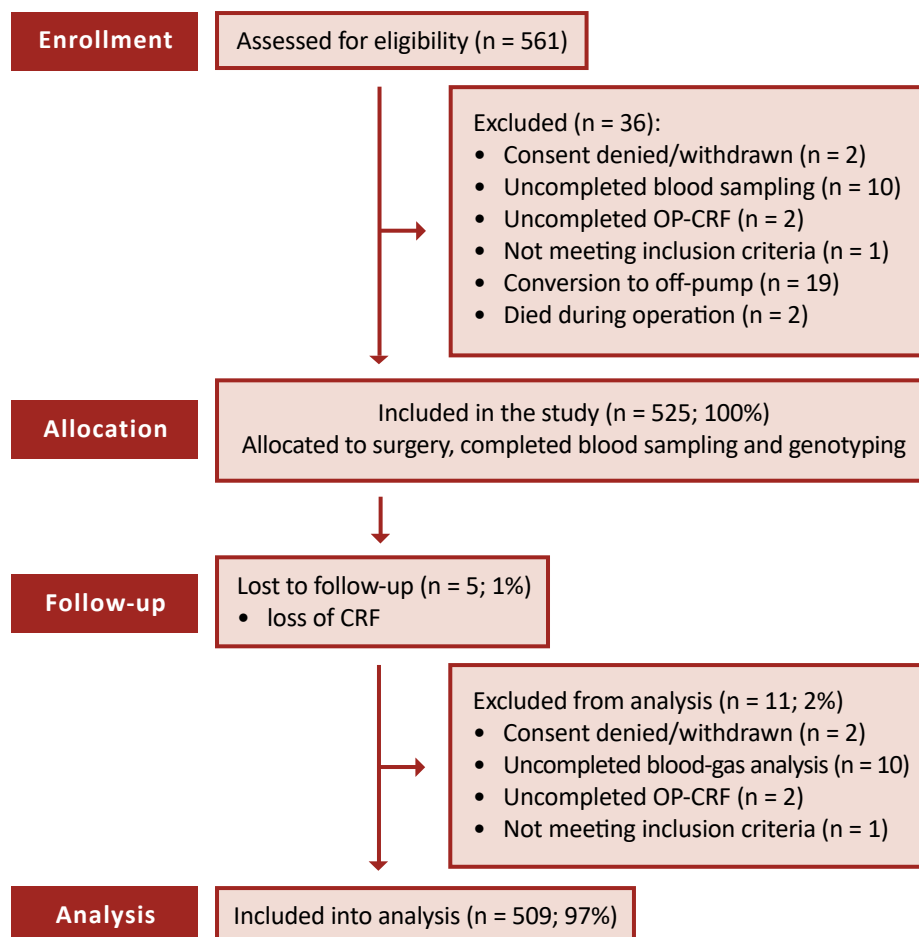 Enrollment
Assessed for eligibility (n = 561)
Excluded (n = 36):
• Consent denied/withdrawn (n = 2)
• Uncompleted blood sampling (n = 10)
• Uncompleted OP-CRF (n = 2)
• Not meeting inclusion criteria (n = 1)
• Conversion to off-pump (n = 19)
• Died during operation (n = 2)
Allocation
Included in the study (n = 525; 100%)
Allocated to surgery, completed blood sampling and genotyping
Follow-up
Lost to follow-up (n = 5; 1%)
• loss of CRF
Excluded from analysis (n = 11; 2%)
• Consent denied/withdrawn (n = 2)
• Uncompleted blood-gas analysis (n = 10)
• Uncompleted OP-CRF (n = 2)
• Not meeting inclusion criteria (n = 1)
Analysis
Included into analysis (n = 509; 97%)